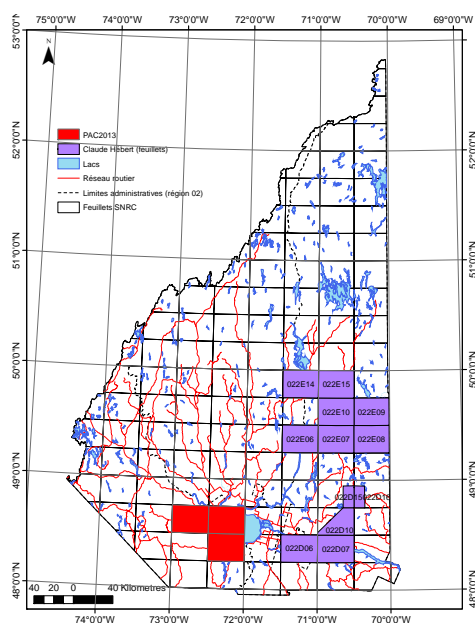 75°0'0"W 74°0'0"W 73°0'0"W 72°0'0"W 71°0'0"W 70°0'0"W 69°0'0"W
53°0'0"N
53°0'0"N
N
PAC2013
Claude Hébert (feuillets)
Lacs
Réseau routier
Limites administratives (région 02)
Feuillets SNRC
52°0'0"N
52°0'0"N
51°0'0"N
51°0'0"N
50°0'0"N
50°0'0"N
022E14 022E15
022E10 022E09
022E06 022E07 022E08
49°0'0"N
49°0'0"N
022D15 022D16
022D10
022D06 022D07
48°0'0"N
48°0'0"N
40 20 0 40 Kilometres
74°0'0"W 73°0'0"W 72°0'0"W 71°0'0"W 70°0'0"W